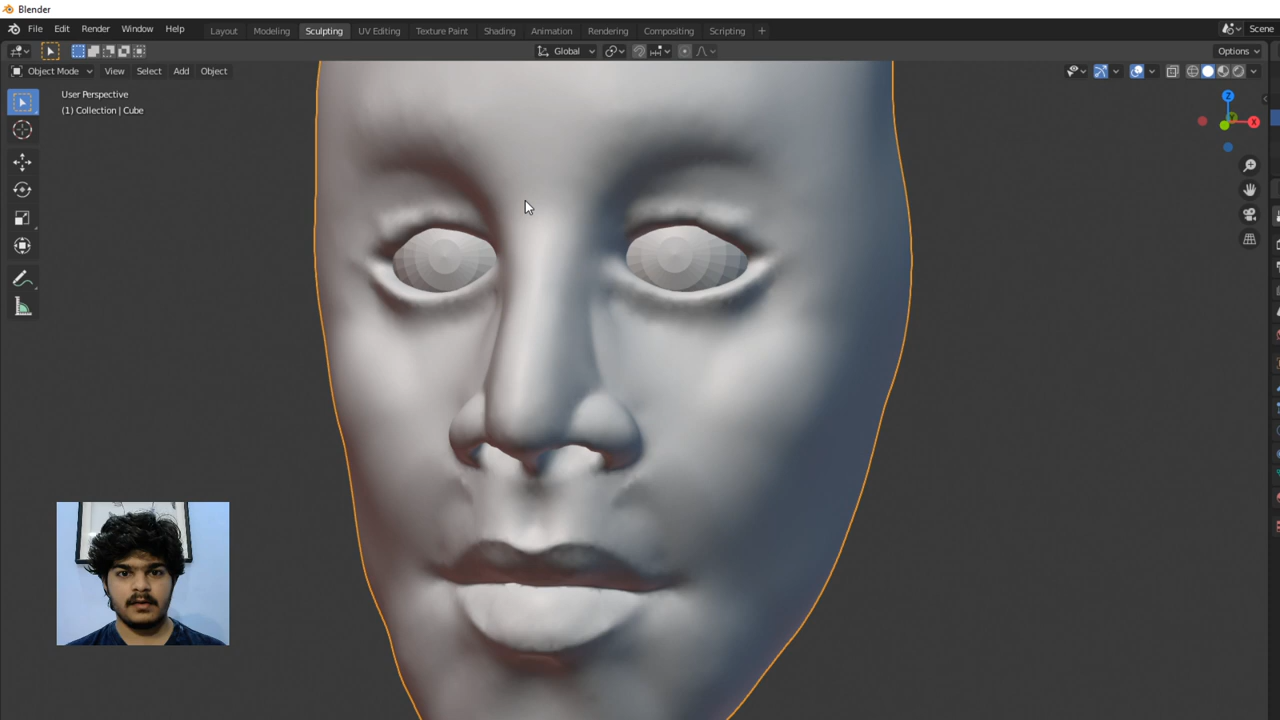 Blender
File Edit Render Window Help Layout Modeling Sculpting UV Editing Texture Paint Shading Animation Rendering Compositing Scripting + Scene
Global Options
Object Mode View Select Add Object
User Perspective
(1) Collection | Cube
Z
Y
X